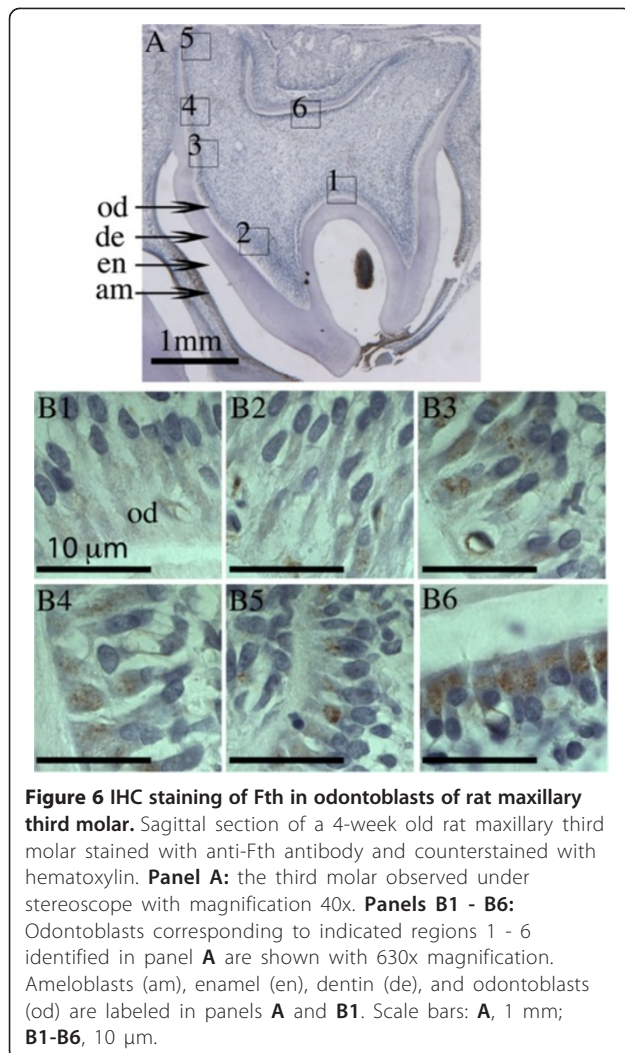 A
5
4
6
3
1
2
od
de
en
am
1mm
B1
B2
B3
od
10 µm
B4
B5
B6
Figure 6 IHC staining of Fth in odontoblasts of rat maxillary
third molar. Sagittal section of a 4-week old rat maxillary third
molar stained with anti-Fth antibody and counterstained with
hematoxylin. Panel A: the third molar observed under
stereoscope with magnification 40x. Panels B1 - B6:
Odontoblasts corresponding to indicated regions 1 - 6
identified in panel A are shown with 630x magnification.
Ameloblasts (am), enamel (en), dentin (de), and odontoblasts
(od) are labeled in panels A and B1. Scale bars: A, 1 mm;
B1-B6, 10 µm.